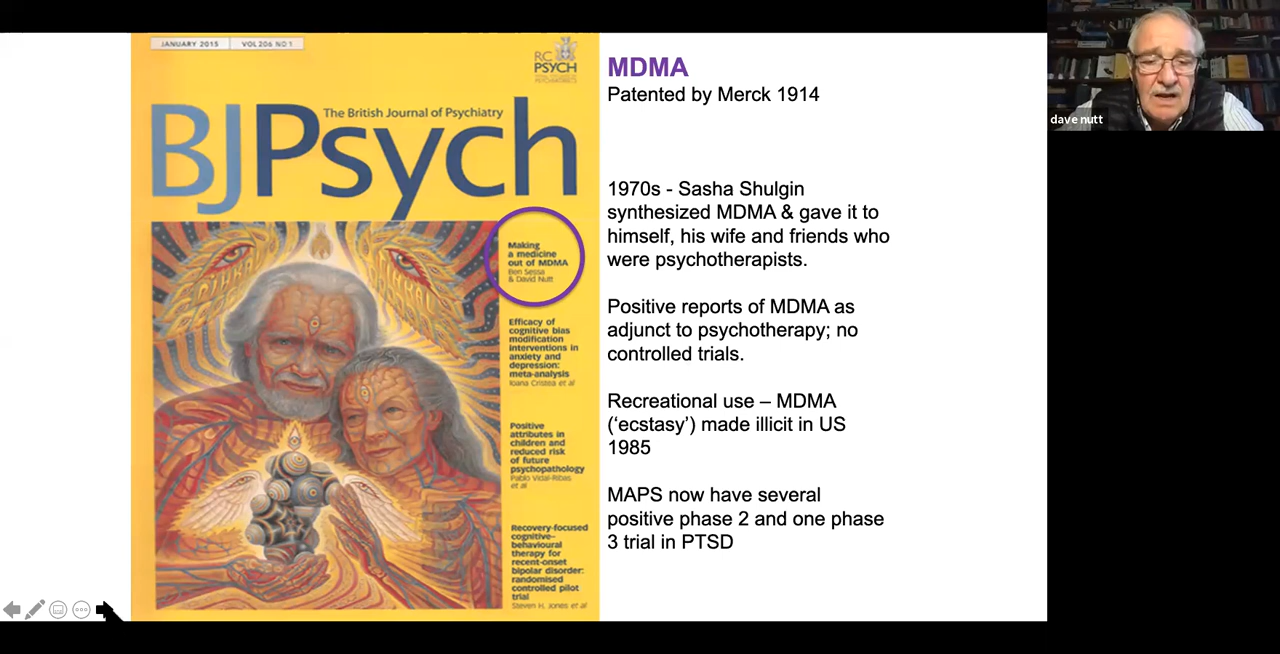 JANUARY 2015 VOL 206 NO 1
RC
PSYCH
The British Journal of Psychiatry
BJPsych
Making
a medicine
out of MDMA
Ben Sessa
& David Nutt
Efficacy of
cognitive bias
modification
interventions in
anxiety and
depression:
meta-analysis
Ioana Cristea et al
Positive
attributes in
children and
reduced risk
of future
psychopathology
Pablo Vidal-Ribas
et al
Recovery-focused
cognitive–
behavioural
therapy for
recent-onset
bipolar disorder:
randomised
controlled pilot
trial
Steven H. Jones et al
MDMA
Patented by Merck 1914
1970s - Sasha Shulgin
synthesized MDMA & gave it to
himself, his wife and friends who
were psychotherapists.
Positive reports of MDMA as
adjunct to psychotherapy; no
controlled trials.
Recreational use – MDMA
(‘ecstasy’) made illicit in US
1985
MAPS now have several
positive phase 2 and one phase
3 trial in PTSD
dave nutt